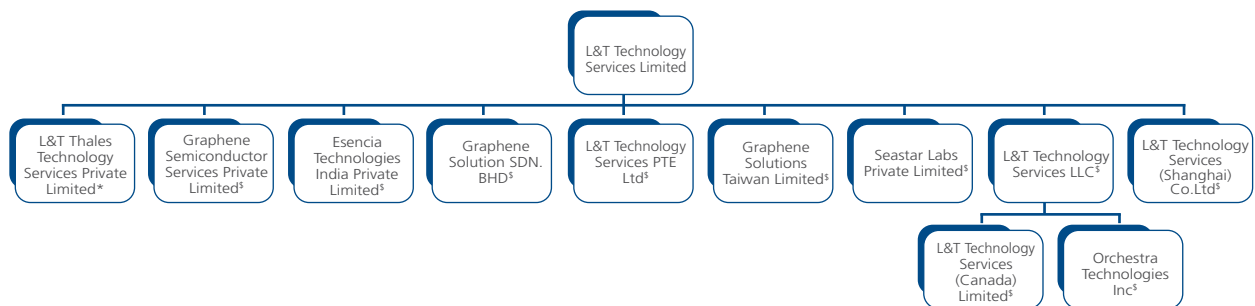 L&T Technology
Services Limited
L&T Thales
Technology
Services Private
Limited*
Graphene
Semiconductor
Services Private
Limited$
Esencia
Technologies
India Private
Limited$
Graphene
Solution SDN.
BHD$
L&T Technology
Services PTE
Ltd$
Graphene
Solutions
Taiwan Limited$
Seastar Labs
Private Limited$
L&T Technology
Services LLC$
L&T Technology
Services
(Shanghai)
Co.Ltd$
L&T Technology
Services
(Canada)
Limited$
Orchestra
Technologies
Inc$